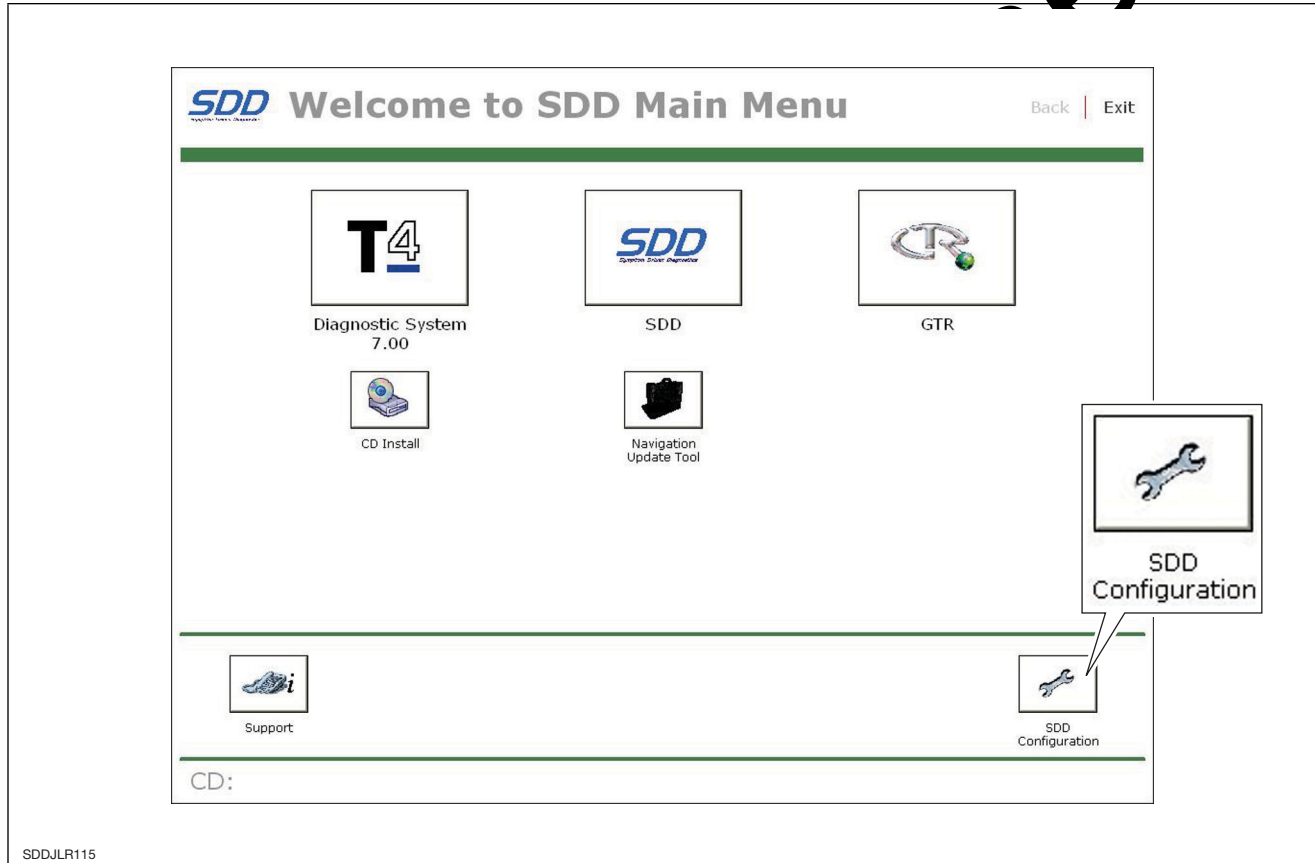 SDD Welcome to SDD Main Menu
Back | Exit
T4
SDD
Diagnostic System
7.00
SDD
GTR
CD Install
Navigation
Update Tool
SDD
Configuration
i
Support
SDD
Configuration
CD:
SDDJLR115